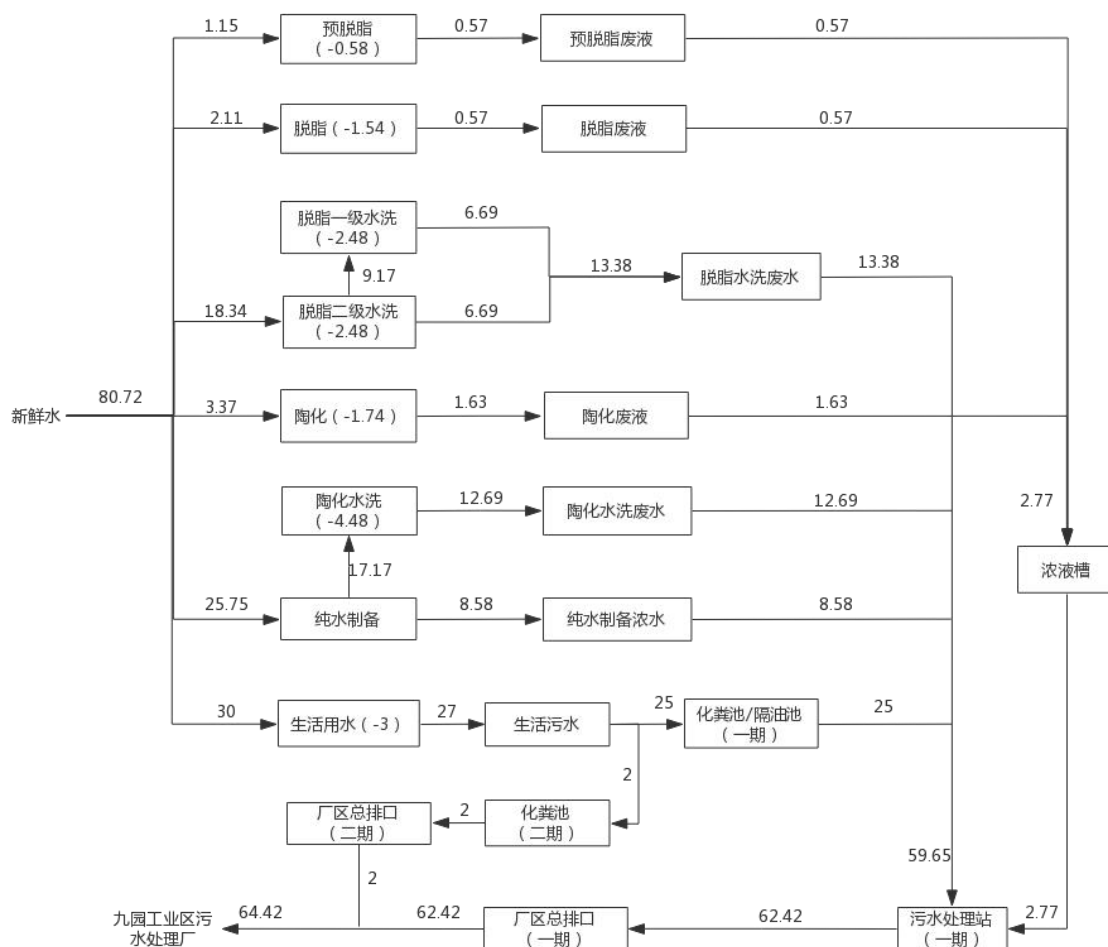 1.15
预脱脂
（-0.58）
0.57
预脱脂废液
0.57
2.11
脱脂（-1.54）
0.57
脱脂废液
0.57
脱脂一级水洗
（-2.48）
6.69
9.17
13.38
脱脂水洗废水
13.38
18.34
脱脂二级水洗
（-2.48）
6.69
新鲜水
80.72
3.37
陶化（-1.74）
1.63
陶化废液
1.63
陶化水洗
（-4.48）
12.69
陶化水洗废水
12.69
2.77
浓液槽
17.17
25.75
纯水制备
8.58
纯水制备浓水
8.58
30
生活用水（-3）
27
生活污水
25
化粪池/隔油池
（一期）
25
2
厂区总排口
（二期）
2
化粪池
（二期）
59.65
2
九园工业区污
水处理厂
64.42
62.42
厂区总排口
（一期）
62.42
污水处理站
（一期）
2.77